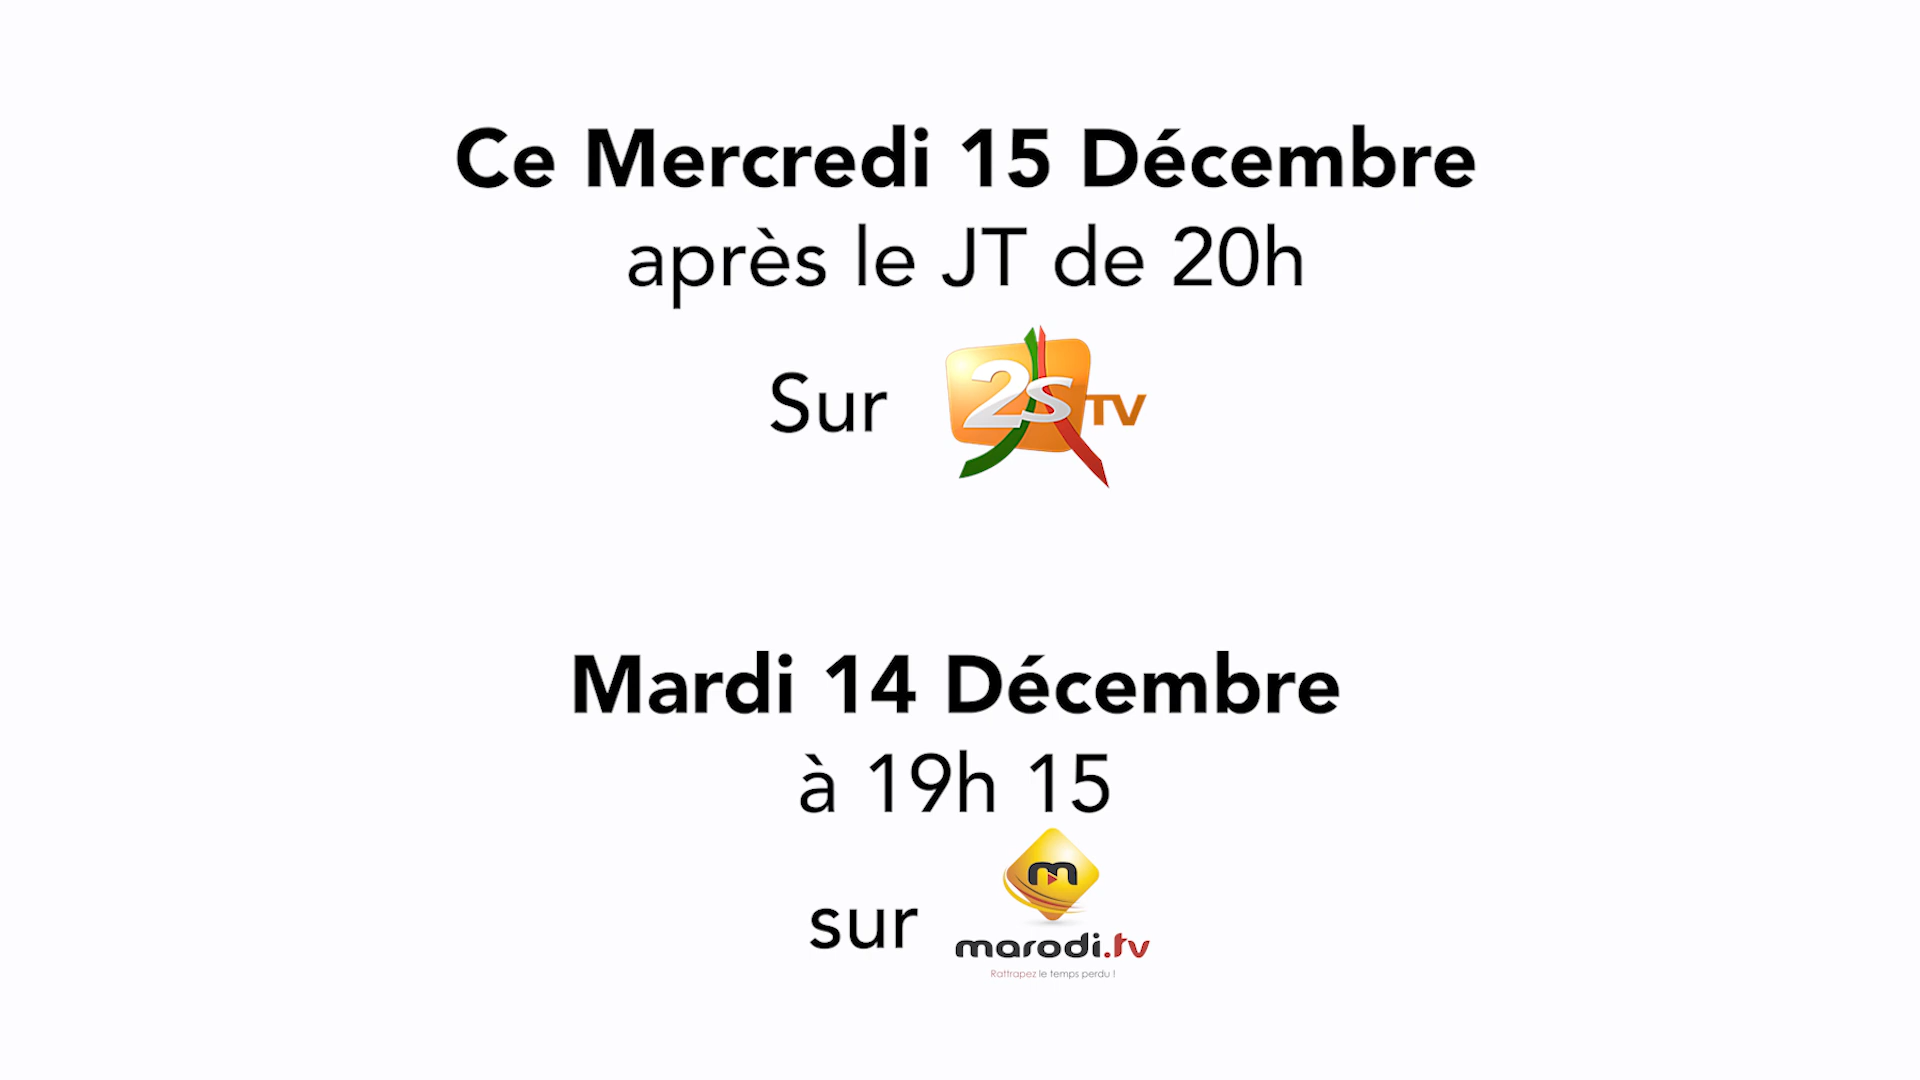 Ce Mercredi 15 Décembre
après le JT de 20h
Sur 2s TV
Mardi 14 Décembre
à 19h 15
m
sur marodi.tv
Rattrapez le temps perdu !